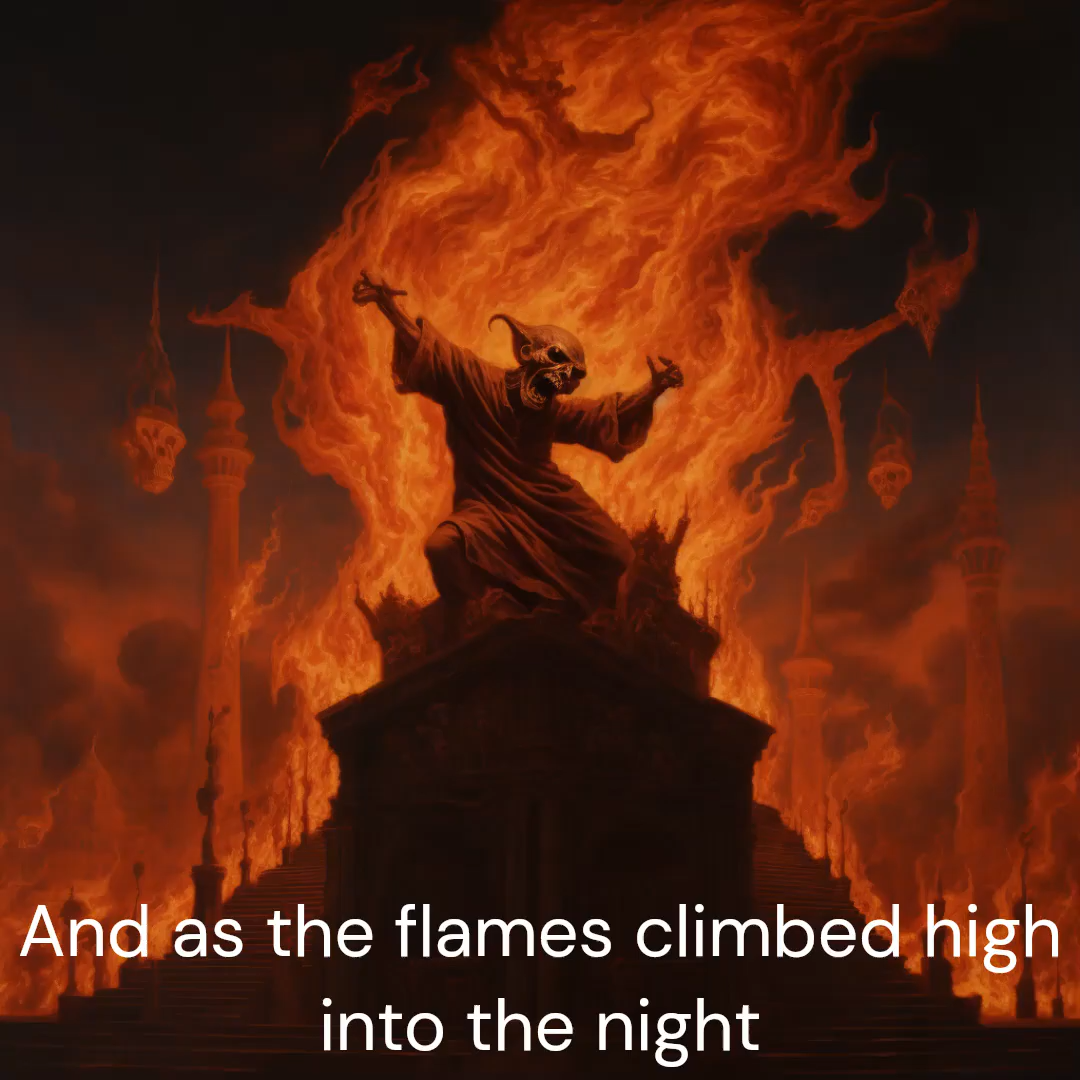 And as the flames climbed high
into the night